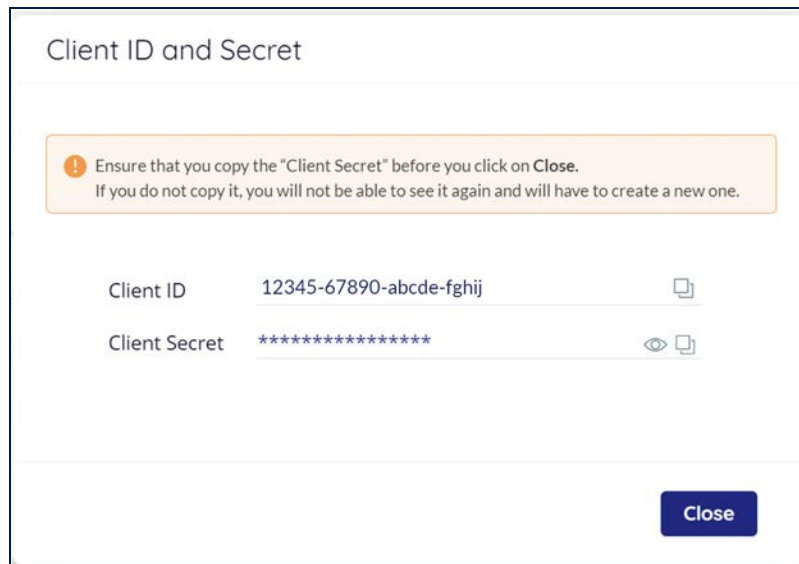 Client ID and Secret
Ensure that you copy the “Client Secret” before you click on Close.
If you do not copy it, you will not be able to see it again and will have to create a new one.
Client ID 12345-67890-abcde-fghij
Client Secret ****************
Close